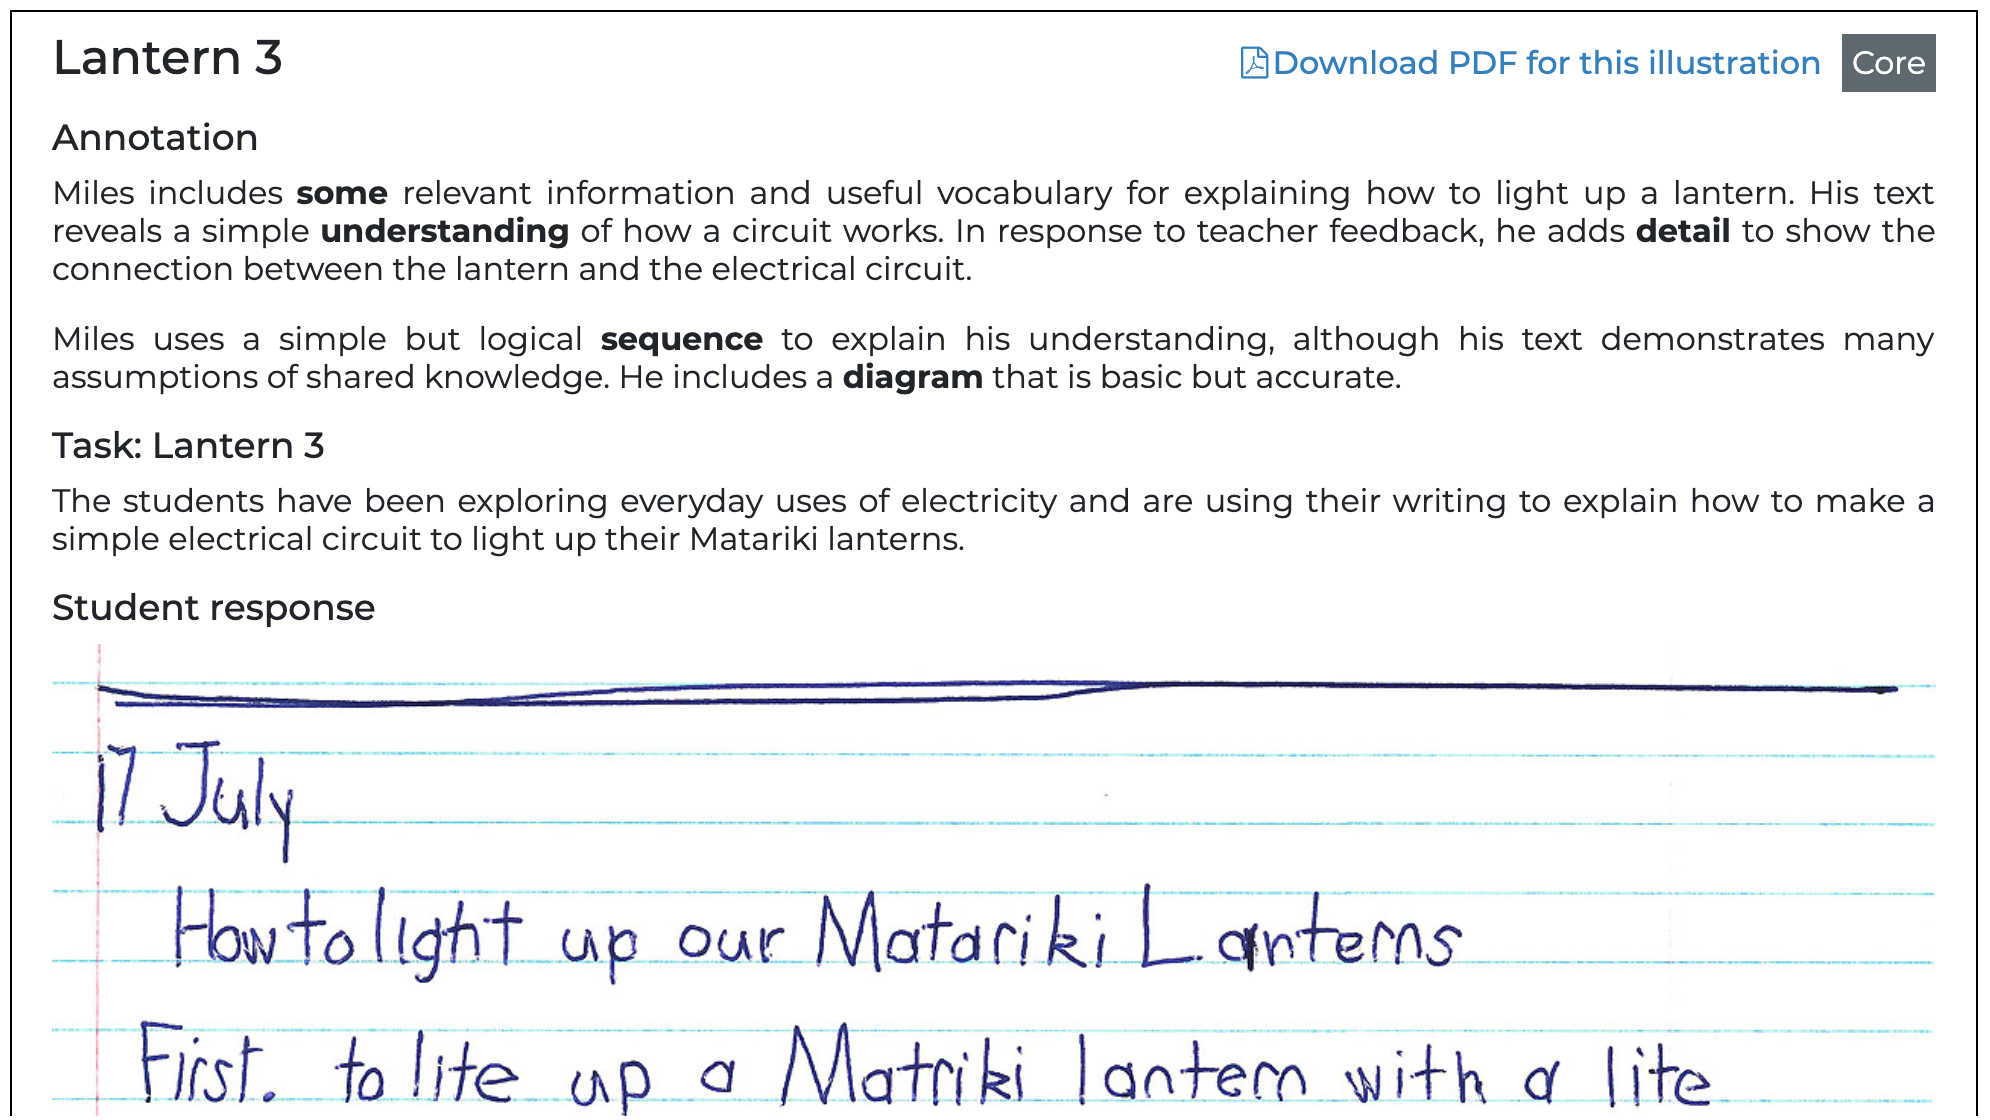 Lantern 3
Download PDF for this illustration
Core
Annotation
Miles includes some relevant information and useful vocabulary for explaining how to light up a lantern. His text
reveals a simple understanding of how a circuit works. In response to teacher feedback, he adds detail to show the
connection between the lantern and the electrical circuit.
Miles uses a simple but logical sequence to explain his understanding, although his text demonstrates many
assumptions of shared knowledge. He includes a diagram that is basic but accurate.
Task: Lantern 3
The students have been exploring everyday uses of electricity and are using their writing to explain how to make a
simple electrical circuit to light up their Matariki lanterns.
Student response
17 July
How to light up our Matariki Lanterns
First. to lite up a Matriki lantern with a lite